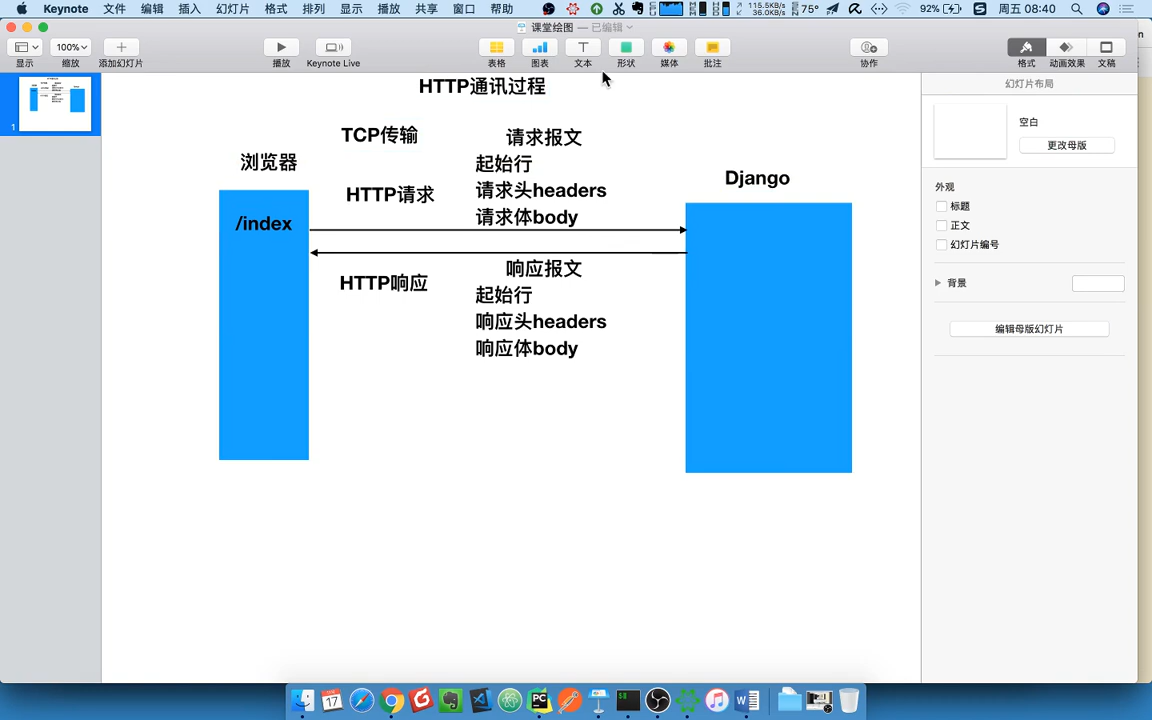 Keynote 文件 编辑 插入 幻灯片 格式 排列 显示 播放 共享 窗口 帮助 115.5KB/s 36.0KB/s 75° 92% 周五 08:40
课堂绘图 — 已编辑
100%
显示 缩放 添加幻灯片 播放 Keynote Live 表格 图表 文本 形状 媒体 批注 协作 格式 动画效果 文稿
1
HTTP通讯过程
TCP传输
请求报文
浏览器
起始行
Django
HTTP请求
请求头headers
请求体body
/index
HTTP响应
响应报文
起始行
响应头headers
响应体body
幻灯片布局
空白
更改母版
外观
标题
正文
幻灯片编号
背景
编辑母版幻灯片
17
PC